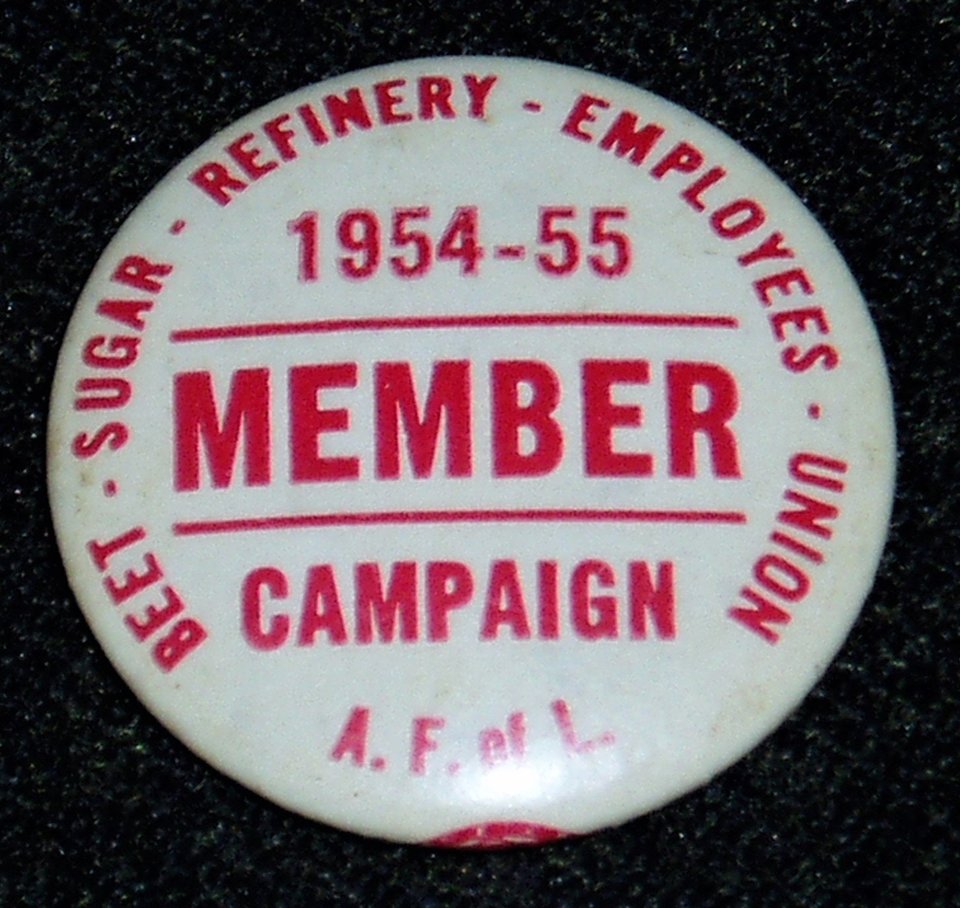 BEET - SUGAR - REFINERY - EMPLOYEES - UNION
1954-55
MEMBER
CAMPAIGN
A. F. of L.